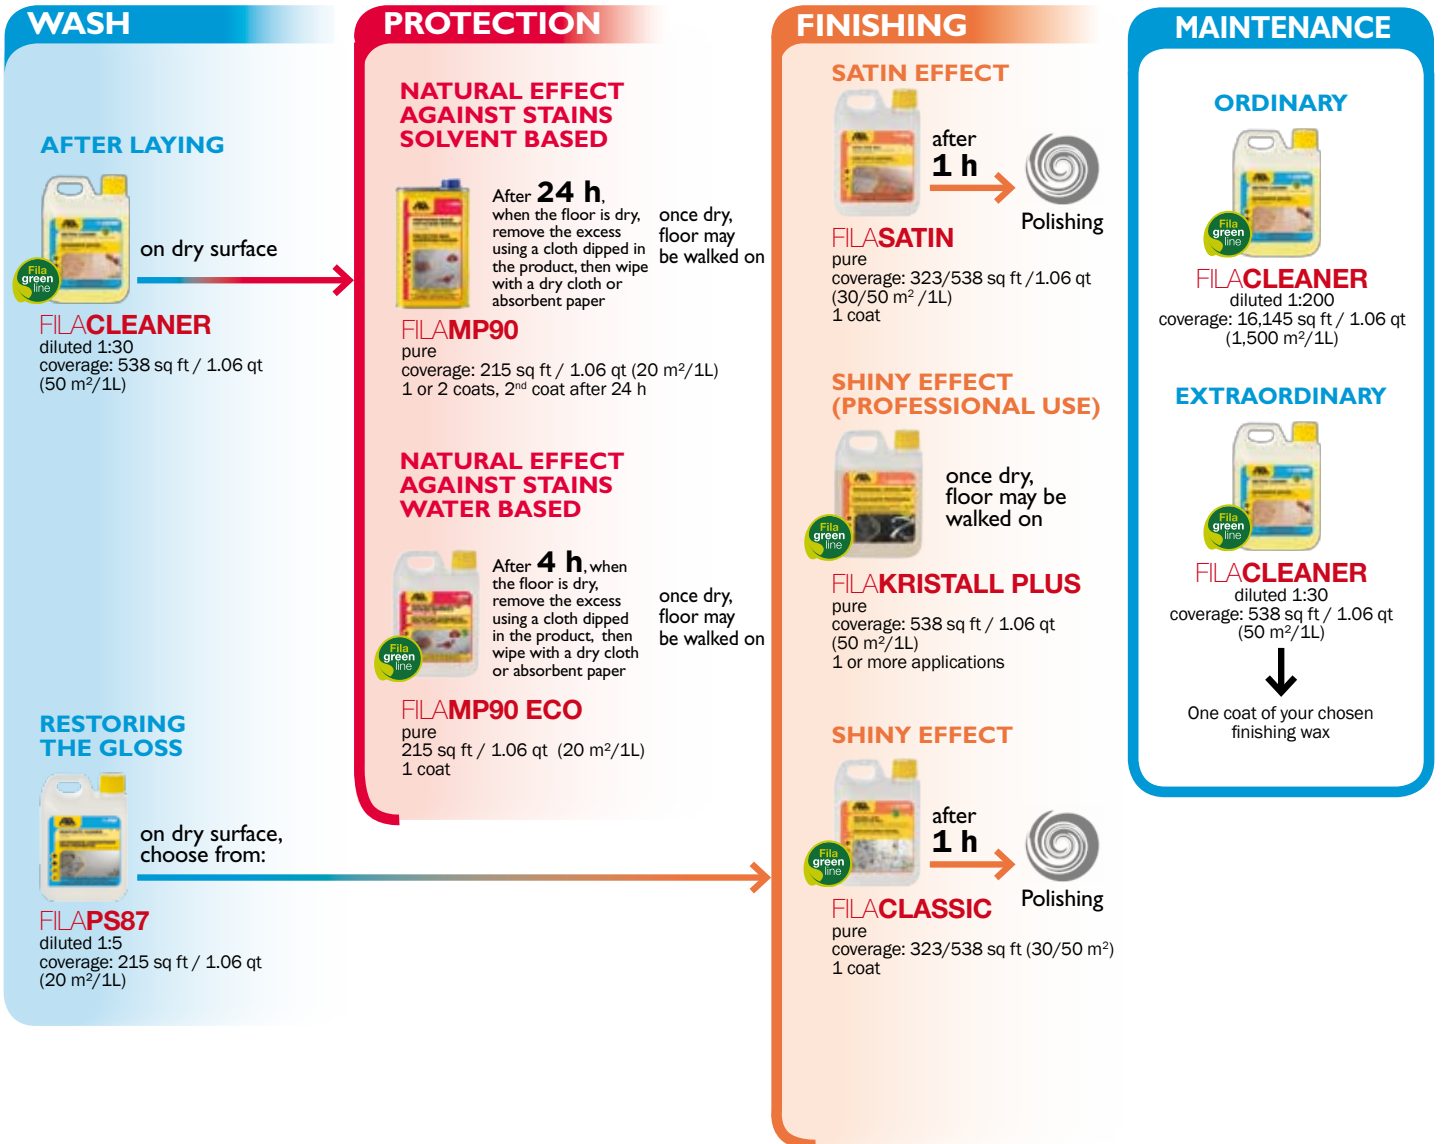 WASH
AFTER LAYING
on dry surface
Fila
green
line
FILACLEANER
diluted 1:30
coverage: 538 sq ft / 1.06 qt
(50 m²/1L)
RESTORING
THE GLOSS
on dry surface,
choose from:
FILAPS87
diluted 1:5
coverage: 215 sq ft / 1.06 qt
(20 m²/1L)
PROTECTION
NATURAL EFFECT
AGAINST STAINS
SOLVENT BASED
After 24 h,
when the floor is dry,
remove the excess
using a cloth dipped in
the product, then wipe
with a dry cloth or
absorbent paper
once dry,
floor may
be walked on
FILAMP90
pure
coverage: 215 sq ft / 1.06 qt (20 m²/1L)
1 or 2 coats, 2nd coat after 24 h
NATURAL EFFECT
AGAINST STAINS
WATER BASED
After 4 h, when
the floor is dry,
remove the excess
using a cloth dipped
in the product, then
wipe with a dry cloth
or absorbent paper
once dry,
floor may
be walked on
Fila
green
line
FILAMP90 ECO
pure
215 sq ft / 1.06 qt (20 m²/1L)
1 coat
FINISHING
SATIN EFFECT
after
1 h
Polishing
FILASATIN
pure
coverage: 323/538 sq ft /1.06 qt
(30/50 m² /1L)
1 coat
SHINY EFFECT
(PROFESSIONAL USE)
once dry,
floor may be
walked on
Fila
green
line
FILAKRISTALL PLUS
pure
coverage: 538 sq ft / 1.06 qt
(50 m²/1L)
1 or more applications
SHINY EFFECT
after
1 h
Polishing
Fila
green
line
FILACLASSIC
pure
coverage: 323/538 sq ft (30/50 m²)
1 coat
MAINTENANCE
ORDINARY
Fila
green
line
FILACLEANER
diluted 1:200
coverage: 16,145 sq ft / 1.06 qt
(1,500 m²/1L)
EXTRAORDINARY
Fila
green
line
FILACLEANER
diluted 1:30
coverage: 538 sq ft / 1.06 qt
(50 m²/1L)
One coat of your chosen
finishing wax